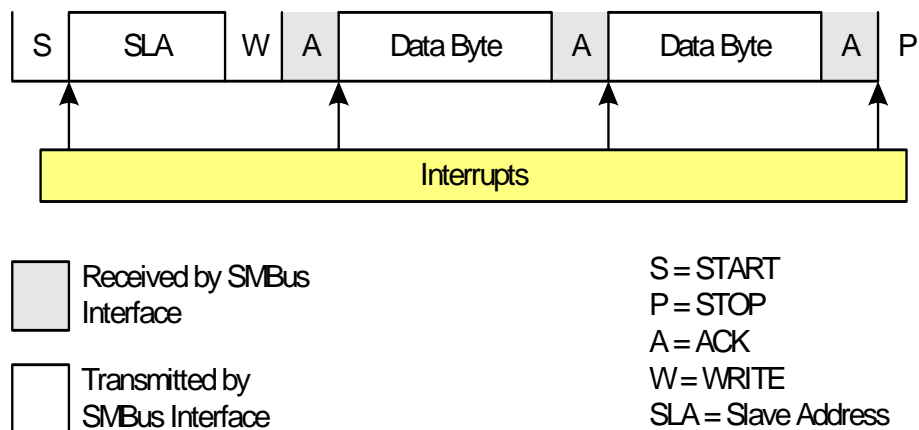 S SLA W A Data Byte A Data Byte A P
Interrupts
Received by SMBus
Interface
Transmitted by
SMBus Interface
S = START
P = STOP
A = ACK
W = WRITE
SLA = Slave Address